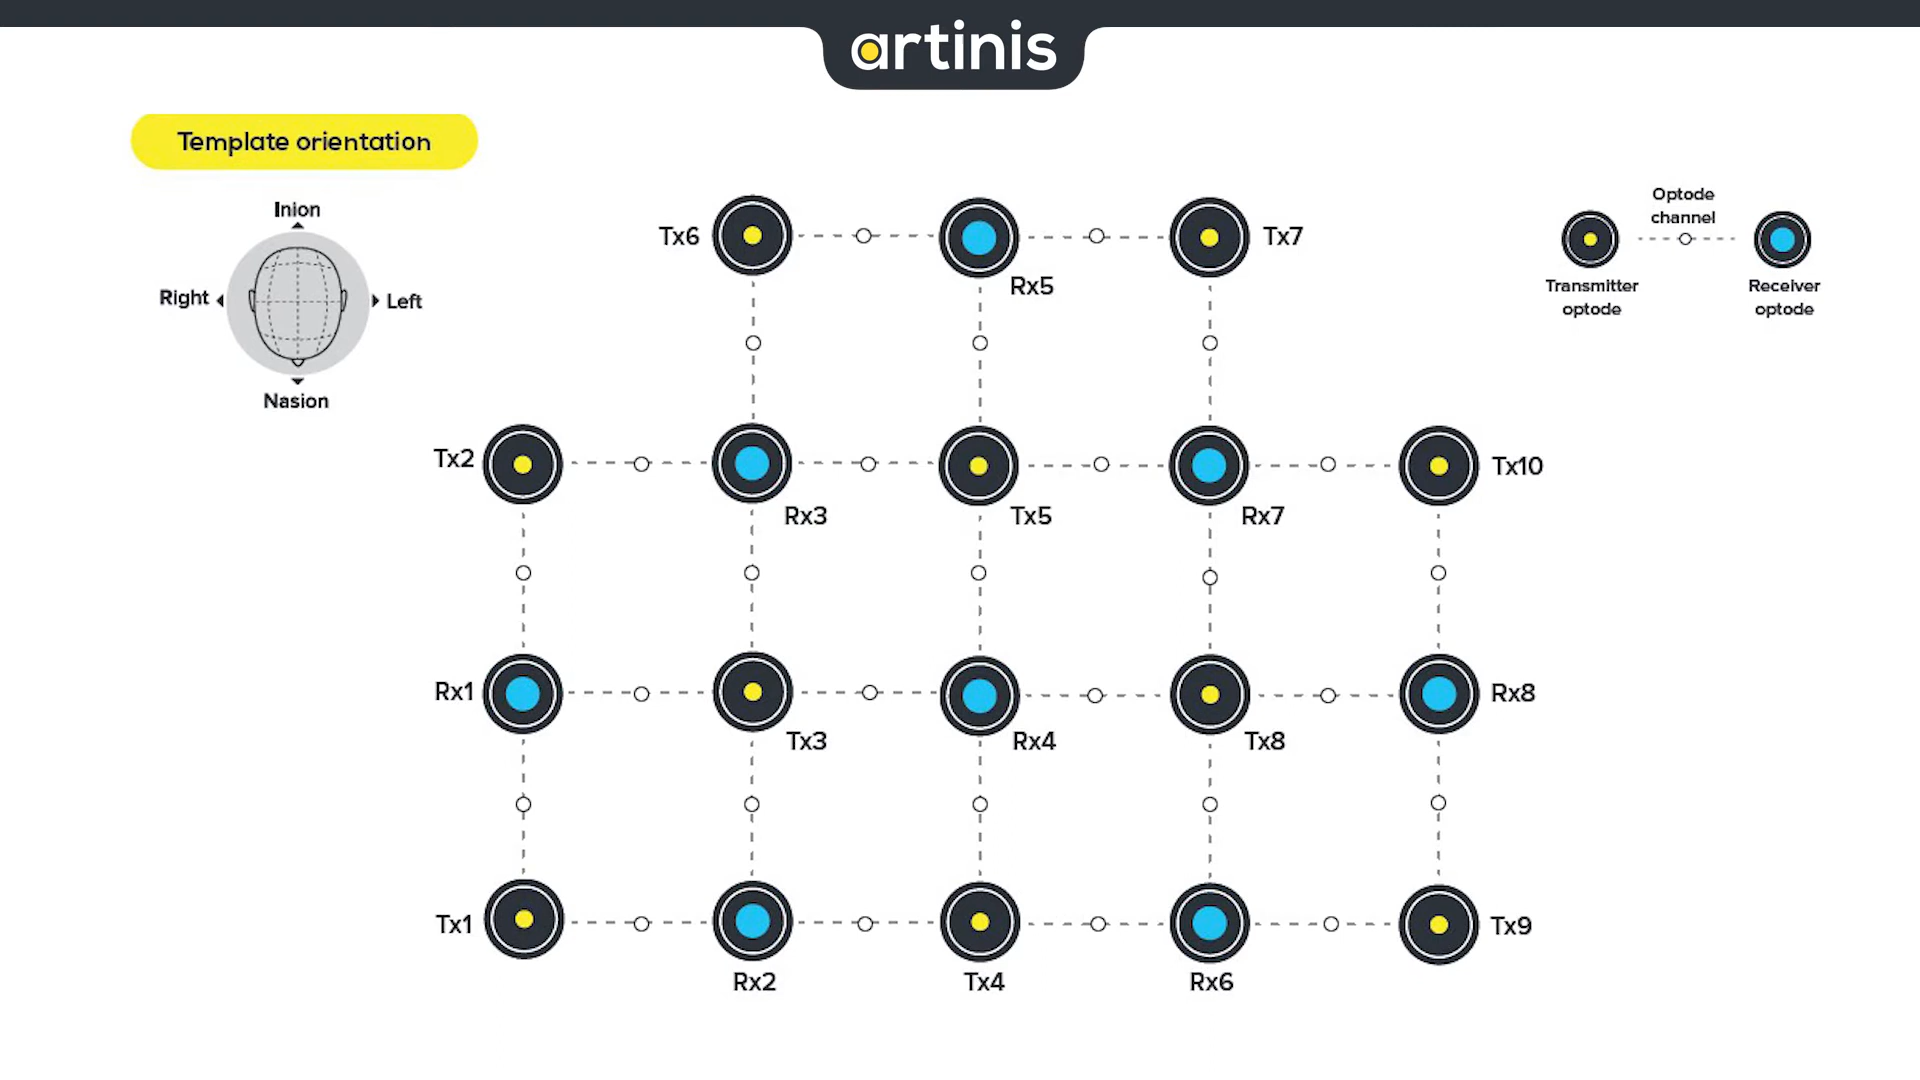 artinis
Template orientation
Inion
Right
Left
Nasion
Optode
channel
Transmitter
optode
Receiver
optode
Tx6
Rx5
Tx7
Tx2
Rx3
Tx5
Rx7
Tx10
Rx1
Tx3
Rx4
Tx8
Rx8
Tx1
Rx2
Tx4
Rx6
Tx9